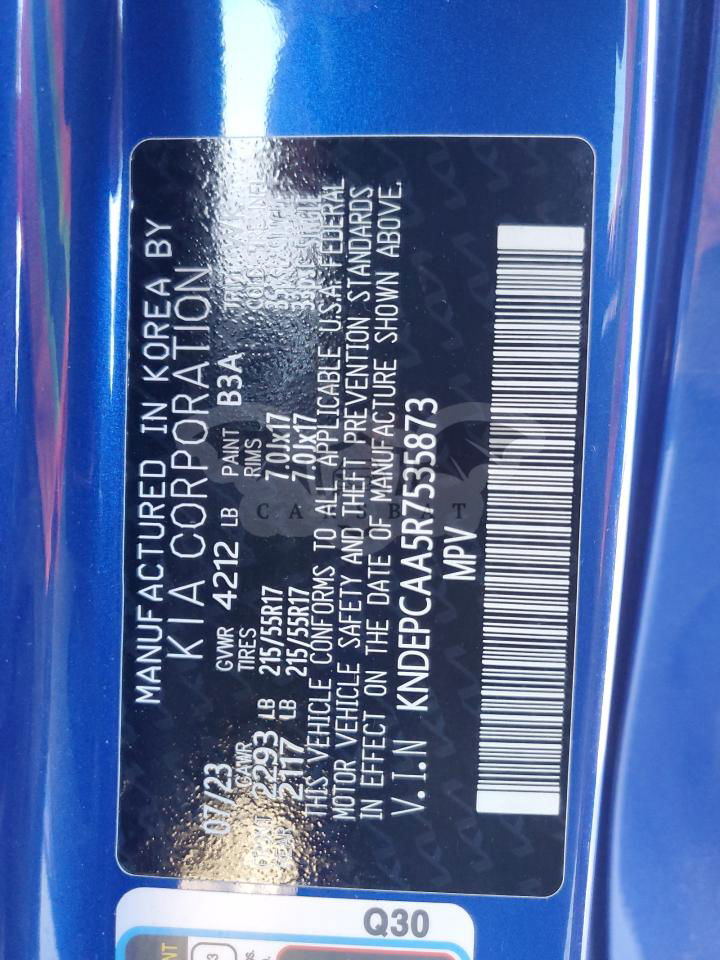 MANUFACTURED IN KOREA BY
KIA CORPORATION
07/23 GVWR 4212 LB PAINT B3A
GAWR TIRES RIMS
FRONT 2293 LB 215/55R17 7.0Jx17
REAR 2117 LB 215/55R17 7.0Jx17
THIS VEHICLE CONFORMS TO ALL APPLICABLE U.S.A. FEDERAL
MOTOR VEHICLE SAFETY AND THEFT PREVENTION STANDARDS
IN EFFECT ON THE DATE OF MANUFACTURE SHOWN ABOVE.
V.I.N KNDEPCAA5R7535873
MPV
Q30